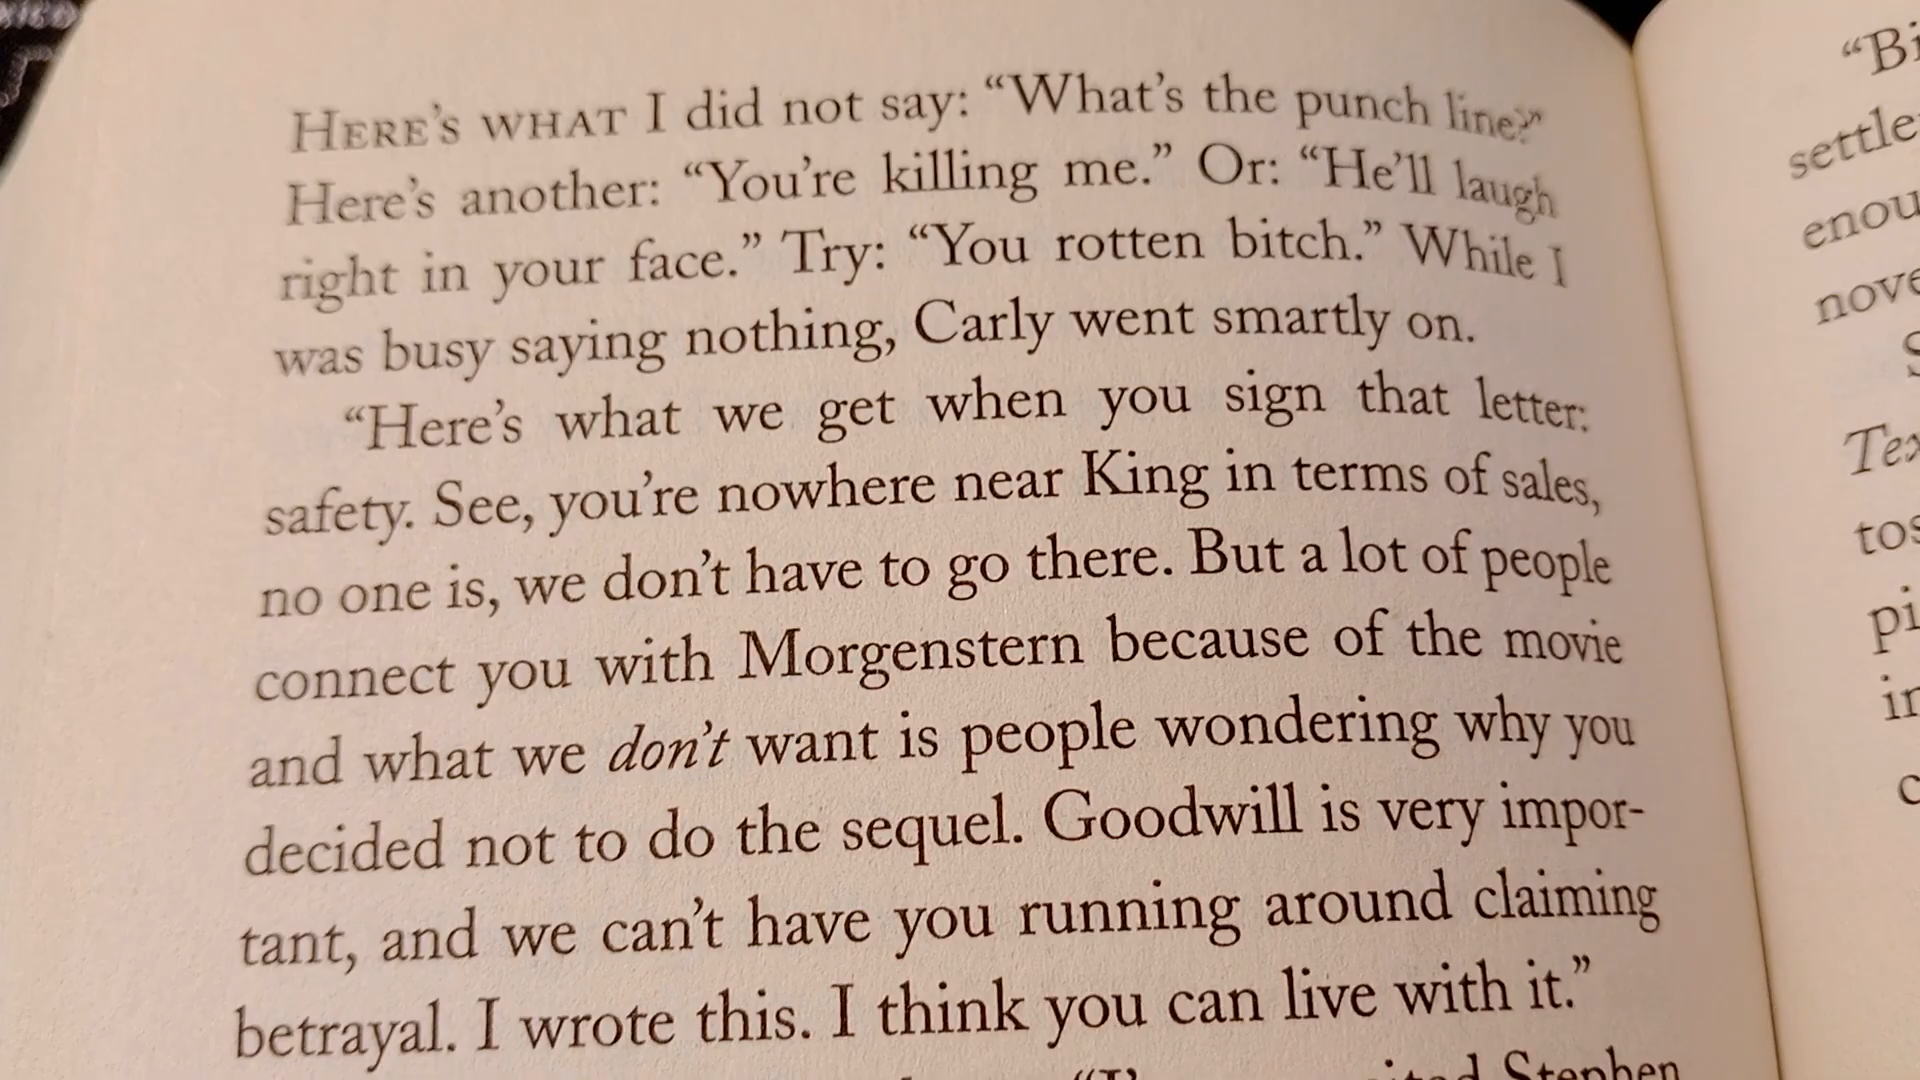 HERE'S WHAT I did not say: “What's the punch line?”
Here's another: “You're killing me.” Or: “He'll laugh
right in your face.” Try: “You rotten bitch.” While I
was busy saying nothing, Carly went smartly on.
“Here's what we get when you sign that letter:
safety. See, you're nowhere near King in terms of sales,
no one is, we don't have to go there. But a lot of people
connect you with Morgenstern because of the movie
and what we don't want is people wondering why you
decided not to do the sequel. Goodwill is very impor-
tant, and we can't have you running around claiming
betrayal. I wrote this. I think you can live with it.”
Stephen